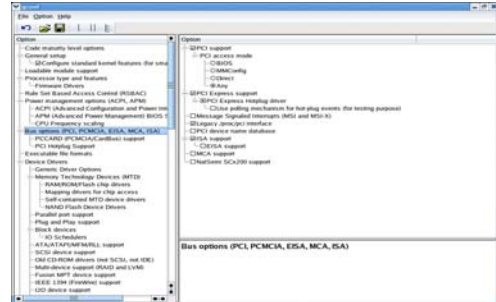 qconf
File Option Help
Option
Code maturity level options
General setup
Configure standard kernel features (for sma
Loadable module support
Processor type and features
Firmware Drivers
Rule Set Based Access Control (RSBAC)
Power management options (ACPI, APM)
ACPI (Advanced Configuration and Power Int
APM (Advanced Power Management) BIOS S
CPU Frequency scaling
Bus options (PCI, PCMCIA, EISA, MCA, ISA)
PCCARD (PCMCIA/CardBus) support
PCI Hotplug Support
Executable file formats
Device Drivers
Generic Driver Options
Memory Technology Devices (MTD)
RAM/ROM/Flash chip drivers
Mapping drivers for chip access
Self-contained MTD device drivers
NAND Flash Device Drivers
Parallel port support
Plug and Play support
Block devices
IO Schedulers
ATA/ATAPI/MFM/RLL support
SCSI device support
Old CD-ROM drivers (not SCSI, not IDE)
Multi-device support (RAID and LVM)
Fusion MPT device support
IEEE 1394 (FireWire) support
I2O device support
Option
PCI support
PCI access mode
BIOS
MMConfig
Direct
Any
PCI Express support
PCI Express Hotplug driver
Use polling mechanism for hot-plug events (for testing purpose)
Message Signaled Interrupts (MSI and MSI-X)
Legacy /proc/pci interface
PCI device name database
ISA support
EISA support
MCA support
NatSemi SCx200 support
Bus options (PCI, PCMCIA, EISA, MCA, ISA)